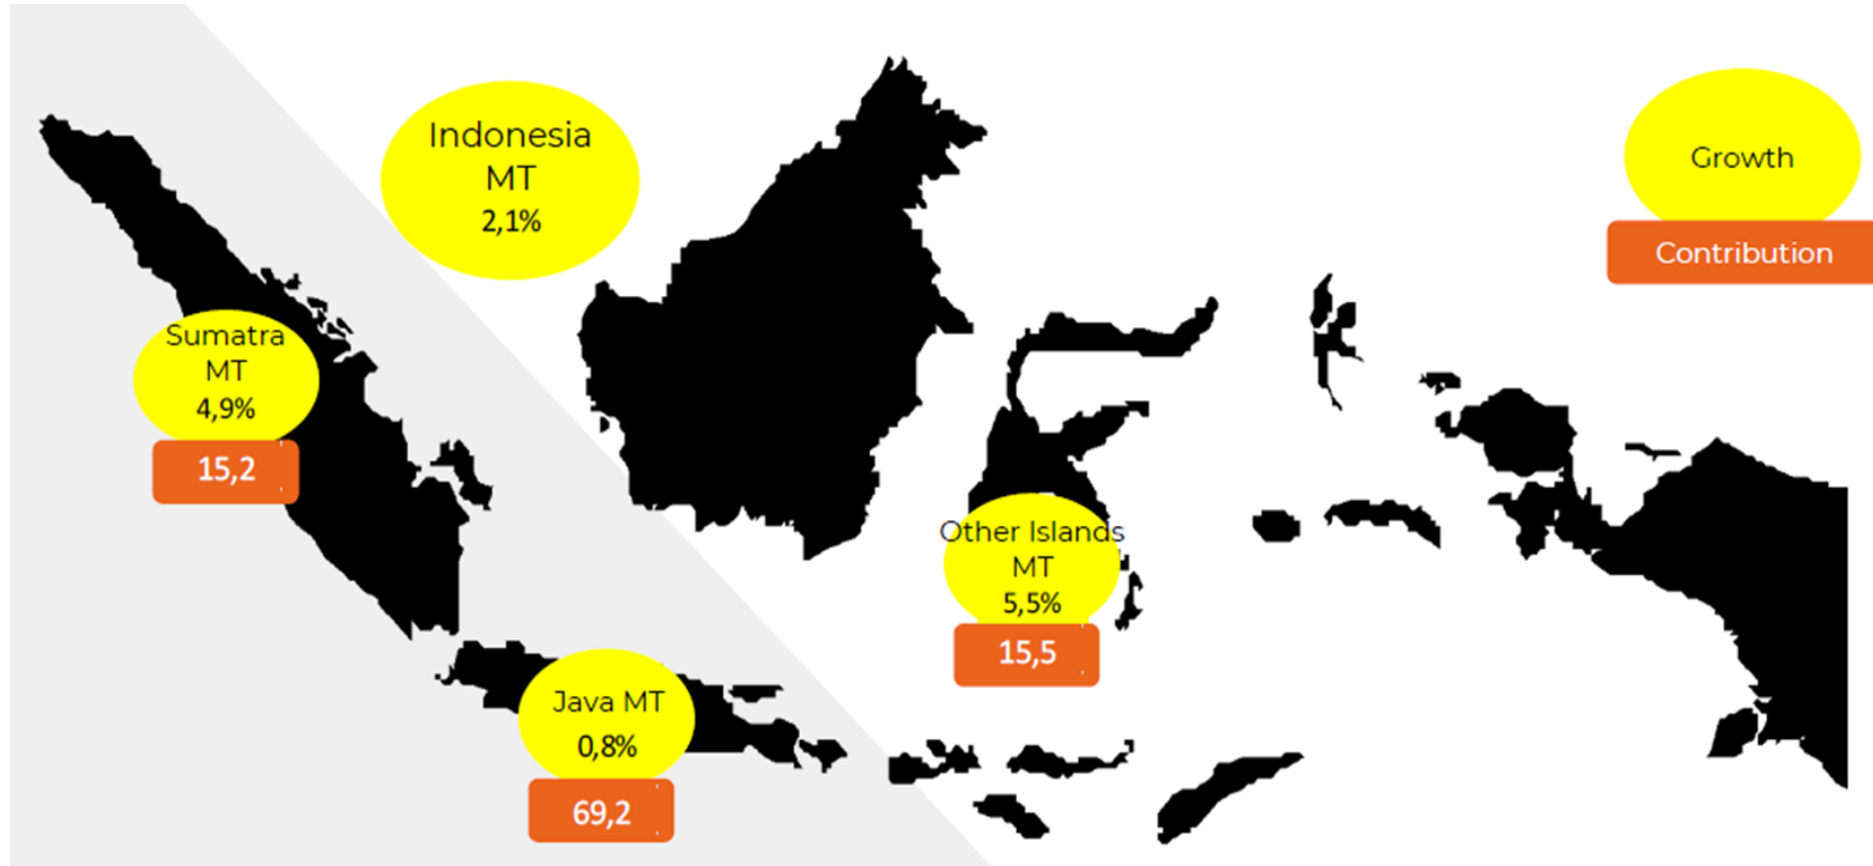 Indonesia
MT
2,1%
Growth
Contribution
Sumatra
MT
4,9%
15,2
Other Islands
MT
5,5%
15,5
Java MT
0,8%
69,2